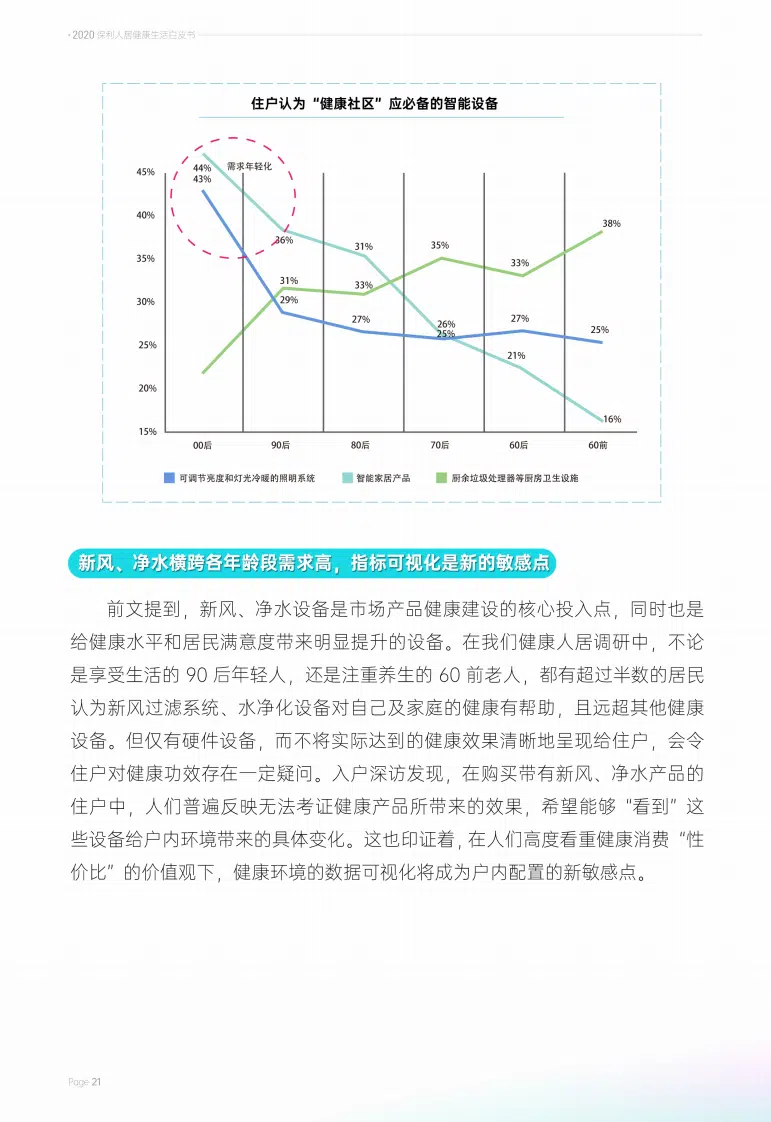 ·2020 保利人居健康生活白皮书
住户认为“健康社区”应必备的智能设备
需求年轻化
45%
40%
35%
30%
25%
20%
15%
44%
43%
36%
31%
29%
31%
33%
27%
35%
26%
25%
33%
27%
21%
38%
25%
16%
00后 90后 80后 70后 60后 60前
可调节亮度和灯光冷暖的照明系统 智能家居产品 厨余垃圾处理器等厨房卫生设施
新风、净水横跨各年龄段需求高，指标可视化是新的敏感点
前文提到，新风、净水设备是市场产品健康建设的核心投入点，同时也是
给健康水平和居民满意度带来明显提升的设备。在我们健康人居调研中，不论
是享受生活的 90 后年轻人，还是注重养生的 60 前老人，都有超过半数的居民
认为新风过滤系统、水净化设备对自己及家庭的健康有帮助，且远超其他健康
设备。但仅有硬件设备，而不将实际达到的健康效果清晰地呈现给住户，会令
住户对健康功效存在一定疑问。入户深访发现，在购买带有新风、净水产品的
住户中，人们普遍反映无法考证健康产品所带来的效果，希望能够“看到”这
些设备给户内环境带来的具体变化。这也印证着，在人们高度看重健康消费“性
价比”的价值观下，健康环境的数据可视化将成为户内配置的新敏感点。
Page 21